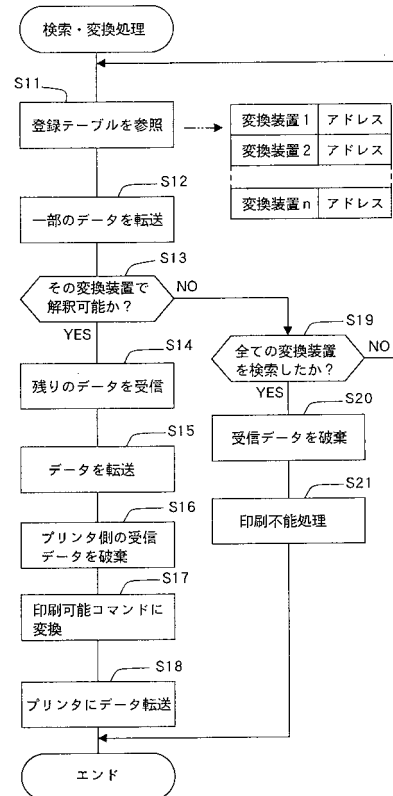 検索・変換処理
S11
登録テーブルを参照
変換装置1 アドレス
変換装置2 アドレス
変換装置n アドレス
S12
一部のデータを転送
S13
その変換装置で
解釈可能か?
NO
YES
S14
残りのデータを受信
S15
データを転送
S16
プリンタ側の受信
データを破棄
S17
印刷可能コマンドに
変換
S18
プリンタにデータ転送
S19
全ての変換装置
を検索したか?
NO
YES
S20
受信データを破棄
S21
印刷不能処理
エンド